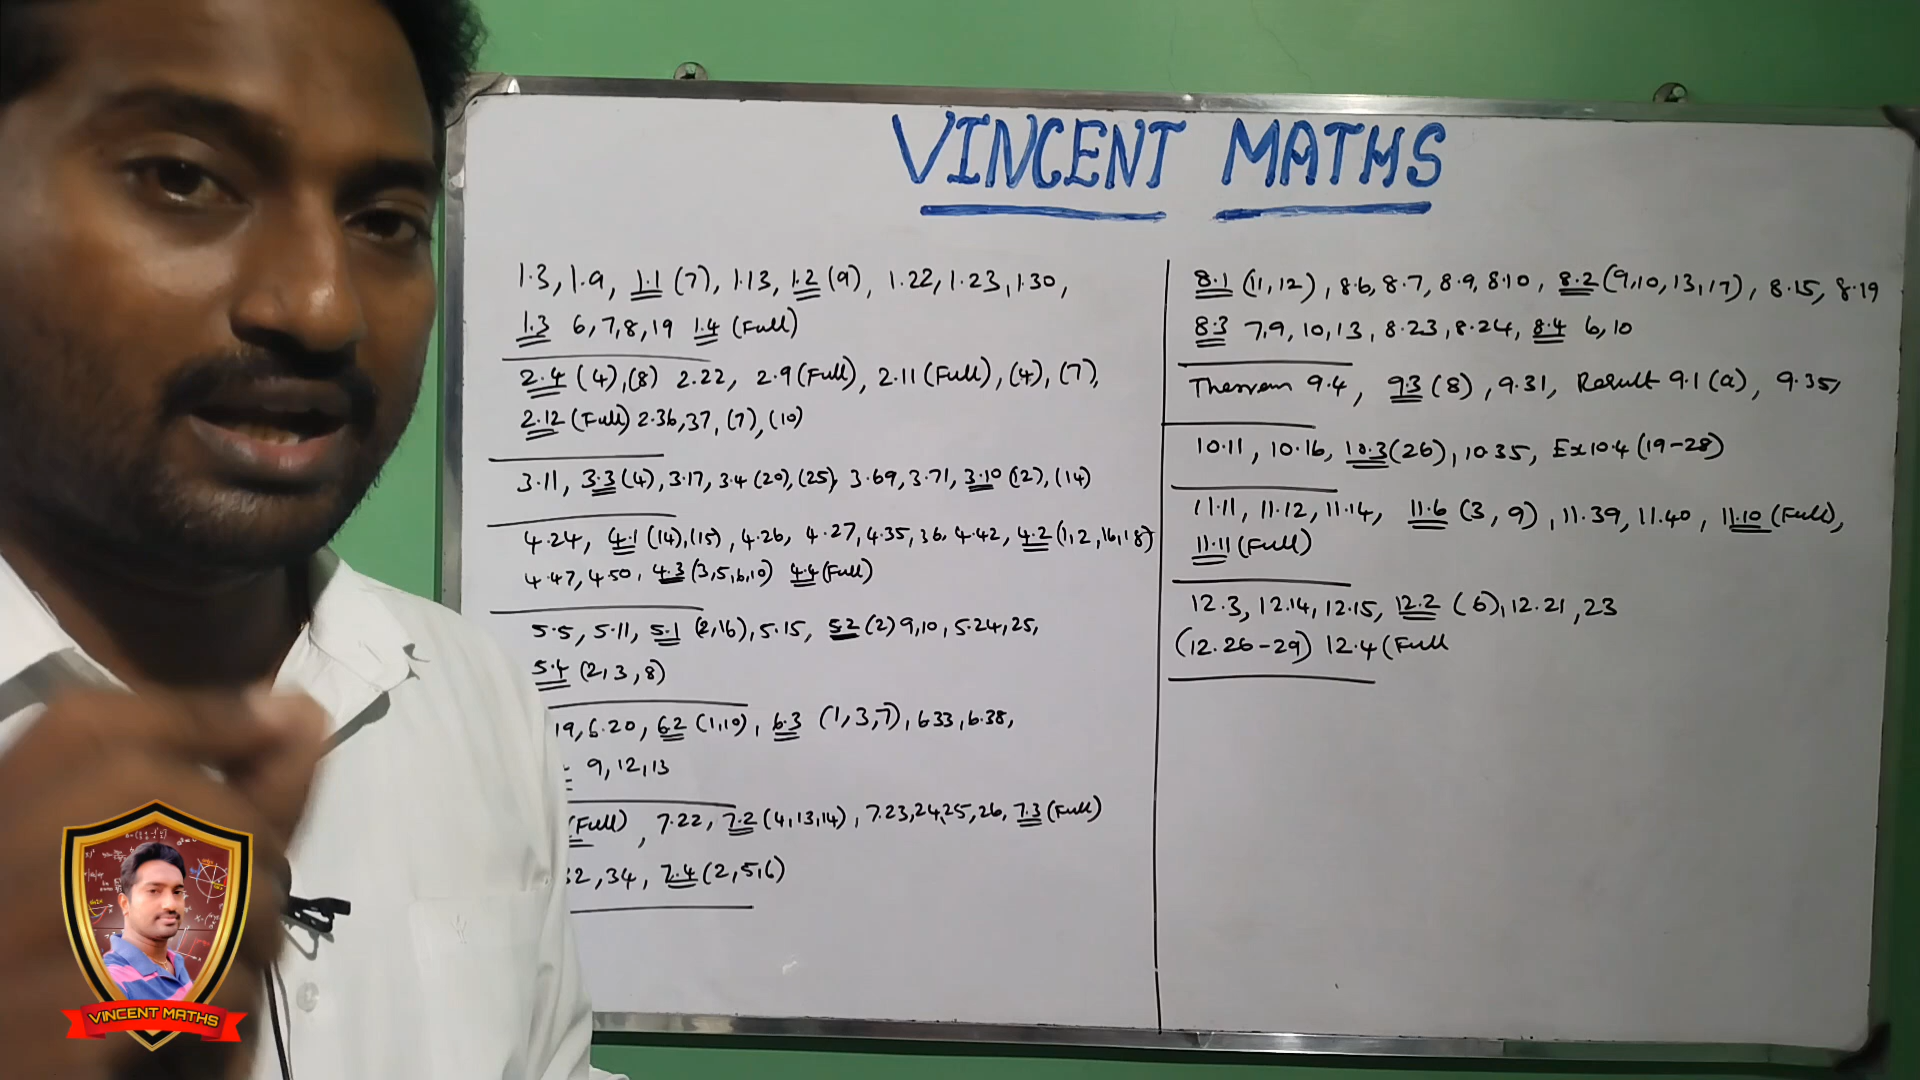 VINCENT MATHS
1.3, 1.9, 1.1 (7), 1.13, 1.2 (9), 1.22, 1.23, 1.30,
1.3 6,7,8,19 1.4 (Full)
2.4 (4),(8) 2.22, 2.9 (Full), 2.11 (Full), (4), (7),
2.12 (Full) 2.36,37, (7), (10)
3.11, 3.3 (4), 3.17, 3.4 (20), (25), 3.69, 3.71, 3.10 (12), (14)
4.24, 4.1 (14), (15), 4.26, 4.27, 4.35, 36, 4.42, 4.2 (1,2,16,18)
4.47, 4.50, 4.3 (3,5,6,10) 4.4 (Full)
5.5, 5.11, 5.1 (2,16), 5.15, 5.2 (2) 9,10, 5.24, 25,
5.4 (2,3,8)
19, 6.20, 6.2 (1,10), 6.3 (1,3,7), 6.33, 6.38,
9,12,13
(Full), 7.22, 7.2 (4,13,14), 7.23,24,25,26, 7.3 (Full)
32, 34, 7.4 (2,5,6)
8.1 (11,12), 8.6, 8.7, 8.9, 8.10, 8.2 (9,10,13,17), 8.15, 8.19
8.3 7,9,10,13, 8.23, 8.24, 8.4 6,10
Theorem 9.4, 9.3 (8), 9.31, Result 9.1 (a), 9.35,
10.11, 10.16, 10.3 (26), 10.35, Ex 10.4 (19-28)
11.11, 11.12, 11.14, 11.6 (3,9), 11.39, 11.40, 11.10 (Full),
11.11 (Full)
12.3, 12.14, 12.15, 12.2 (6), 12.21, 23
(12.26-29) 12.4 (Full
VINCENT MATHS